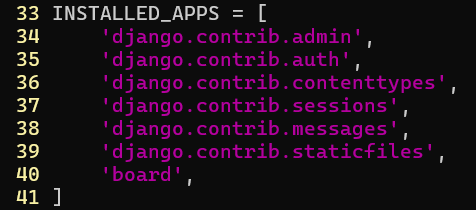 33 INSTALLED_APPS = [
34     'django.contrib.admin',
35     'django.contrib.auth',
36     'django.contrib.contenttypes',
37     'django.contrib.sessions',
38     'django.contrib.messages',
39     'django.contrib.staticfiles',
40     'board',
41 ]